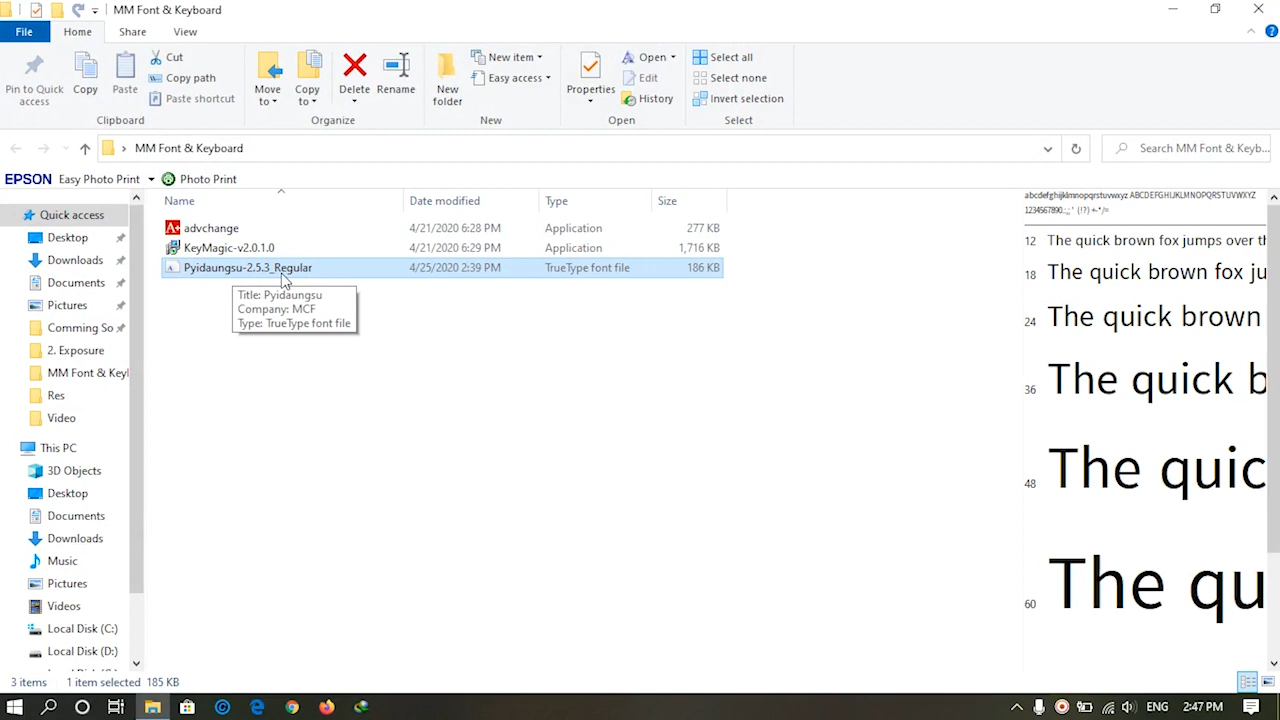 MM Font & Keyboard
File Home Share View
Pin to Quick access
Copy
Paste
Cut
Copy path
Paste shortcut
Clipboard
Move to
Copy to
Delete
Rename
Organize
New folder
New item
Easy access
New
Properties
Open
Edit
History
Open
Select all
Select none
Invert selection
Select
MM Font & Keyboard
Search MM Font & Keyb...
EPSON Easy Photo Print Photo Print
Quick access
Desktop
Downloads
Documents
Pictures
Comming So
2. Exposure
MM Font & Keyl
Res
Video
This PC
3D Objects
Desktop
Documents
Downloads
Music
Pictures
Videos
Local Disk (C:)
Local Disk (D:)
Name Date modified Type Size
advchange 4/21/2020 6:28 PM Application 277 KB
KeyMagic-v2.0.1.0 4/21/2020 6:29 PM Application 1,716 KB
Pyidaungsu-2.5.3_Regular 4/25/2020 2:39 PM TrueType font file 186 KB
Title: Pyidaungsu
Company: MCF
Type: TrueType font file
abcdefghijklmnopqrstuvwxyz ABCDEFGHIJKLMNOPQRSTUVWXYZ
1234567890.:,; ' " (!?) +-*/=
12 The quick brown fox jumps over th
18 The quick brown fox ju
24 The quick brown
36 The quick b
48 The quic
60 The qu
3 items 1 item selected 185 KB
ENG 2:47 PM